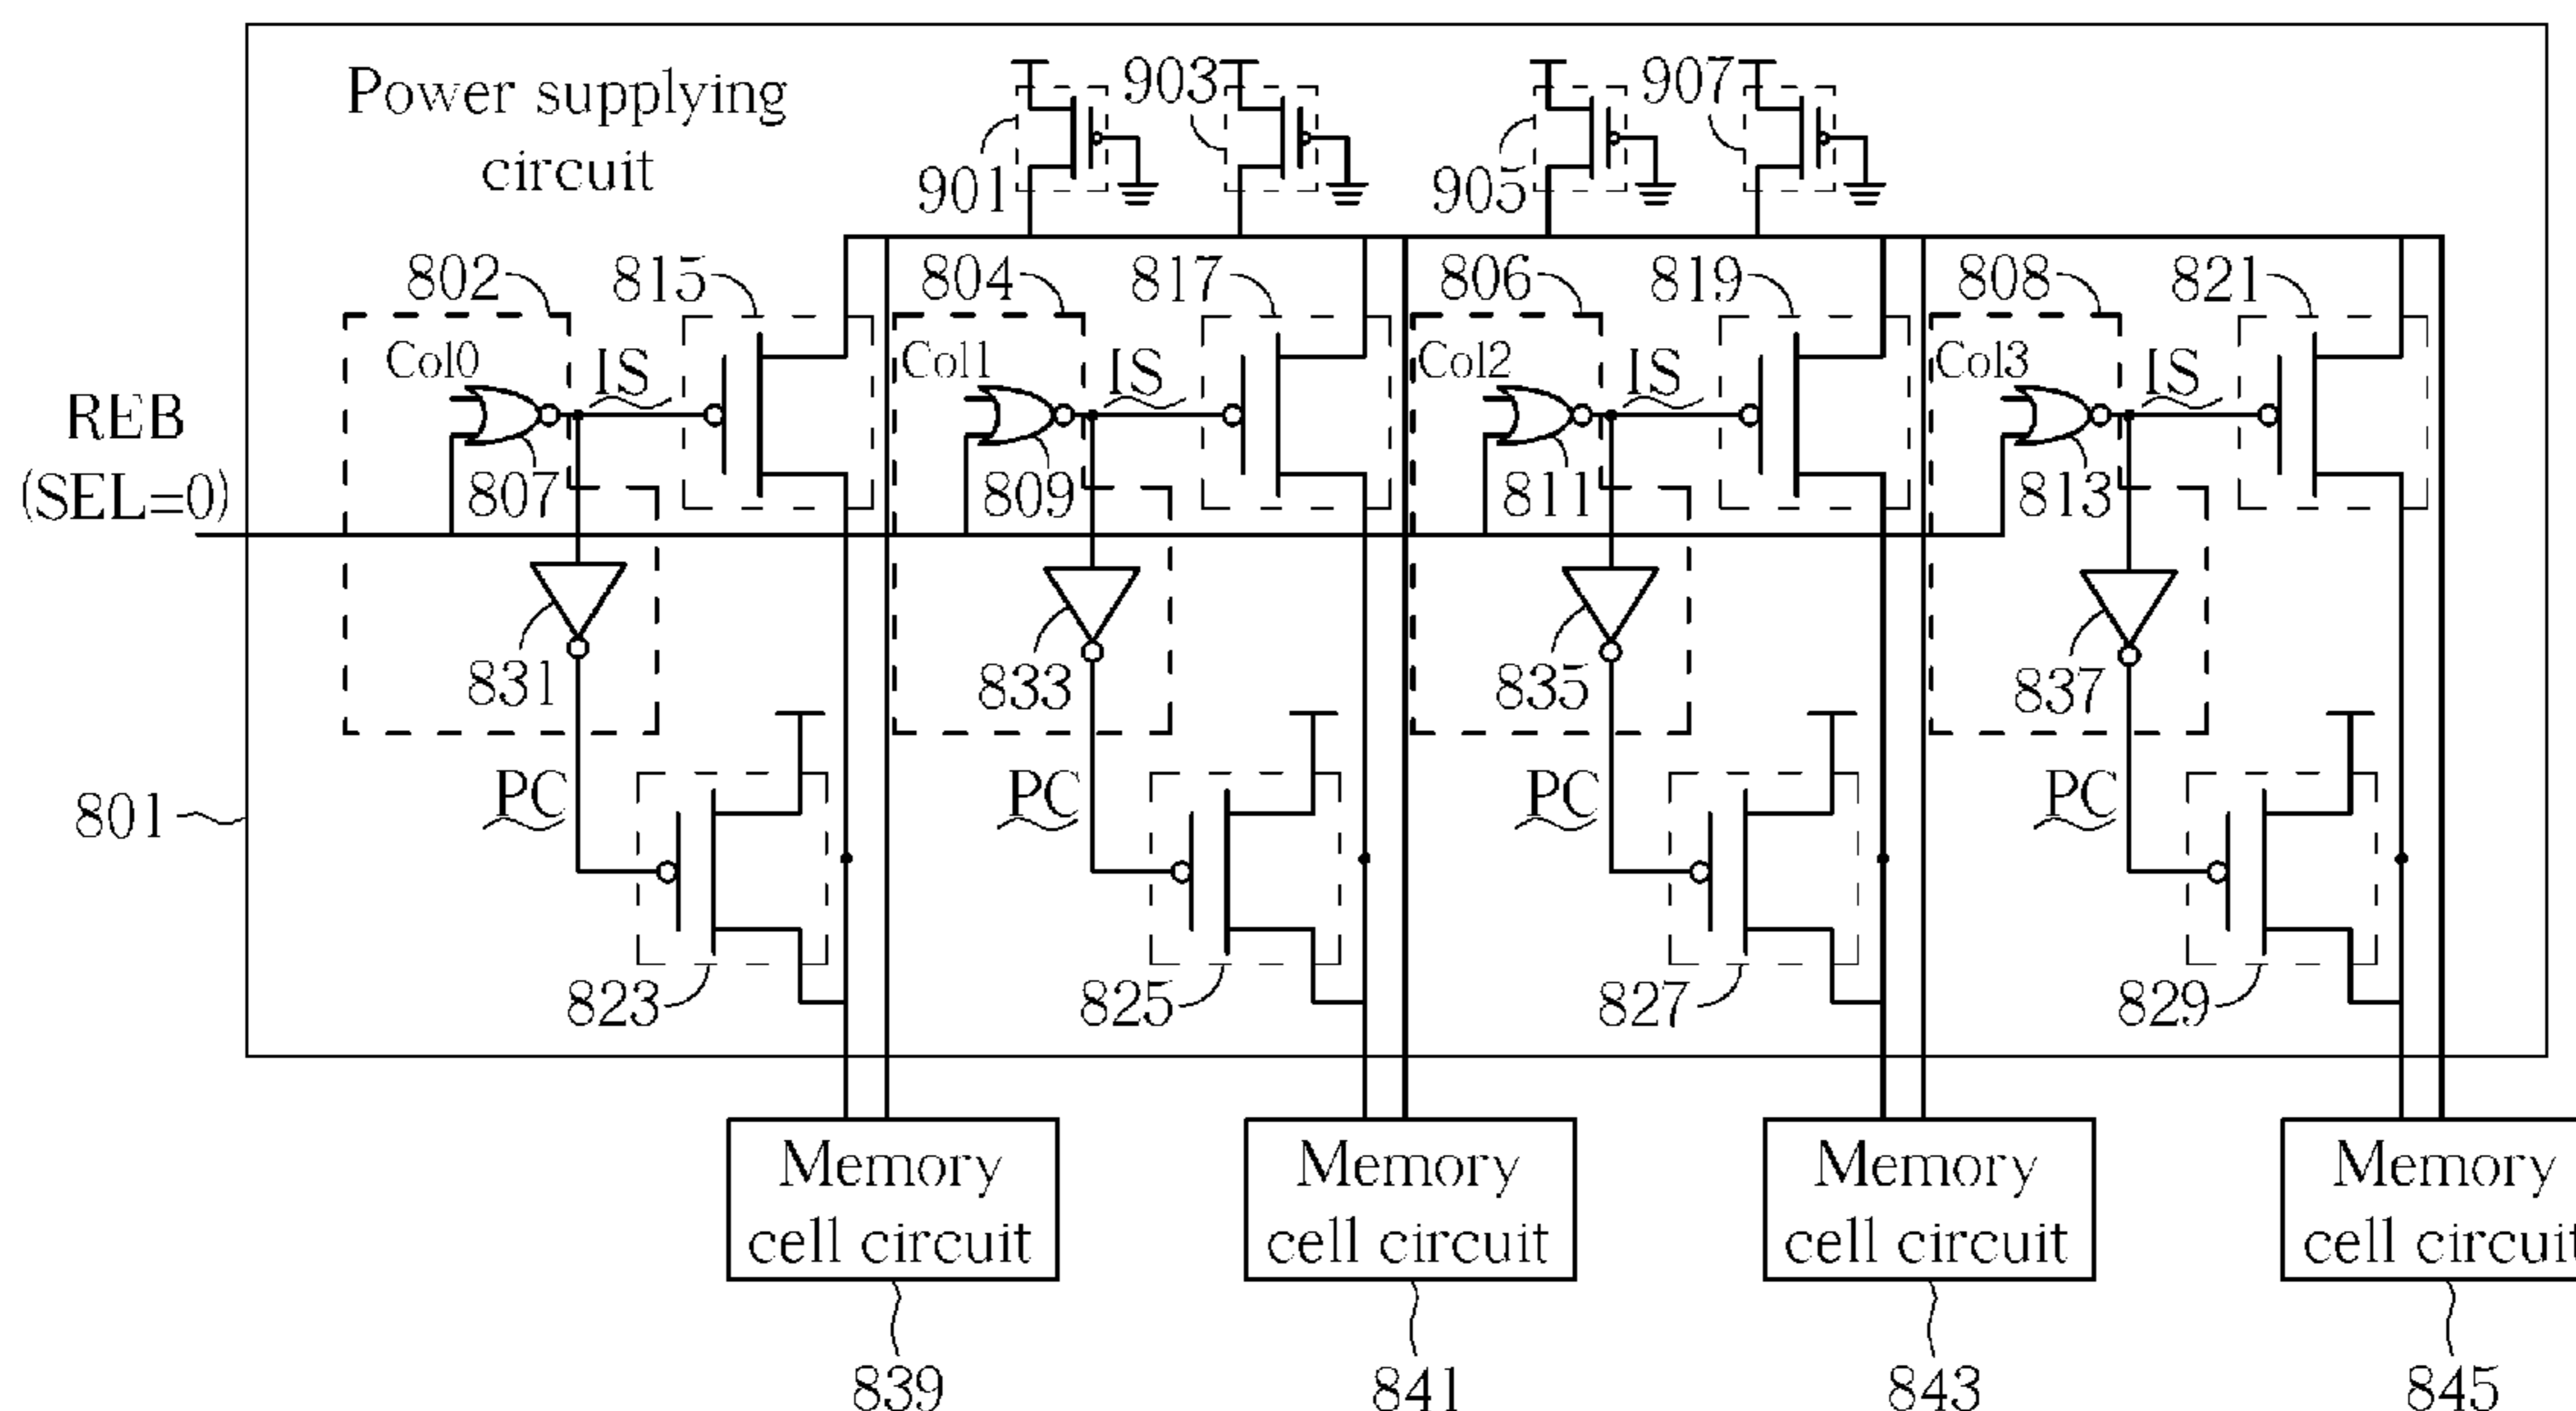 Power supplying
circuit
901
903
905
907
802
815
804
817
806
819
808
821
Col0
IS
Col1
IS
Col2
IS
Col3
IS
REB
(SEL=0)
807
809
811
813
831
833
835
837
801
PC
PC
PC
PC
823
825
827
829
Memory
cell circuit
Memory
cell circuit
Memory
cell circuit
Memory
cell circuit
839
841
843
845